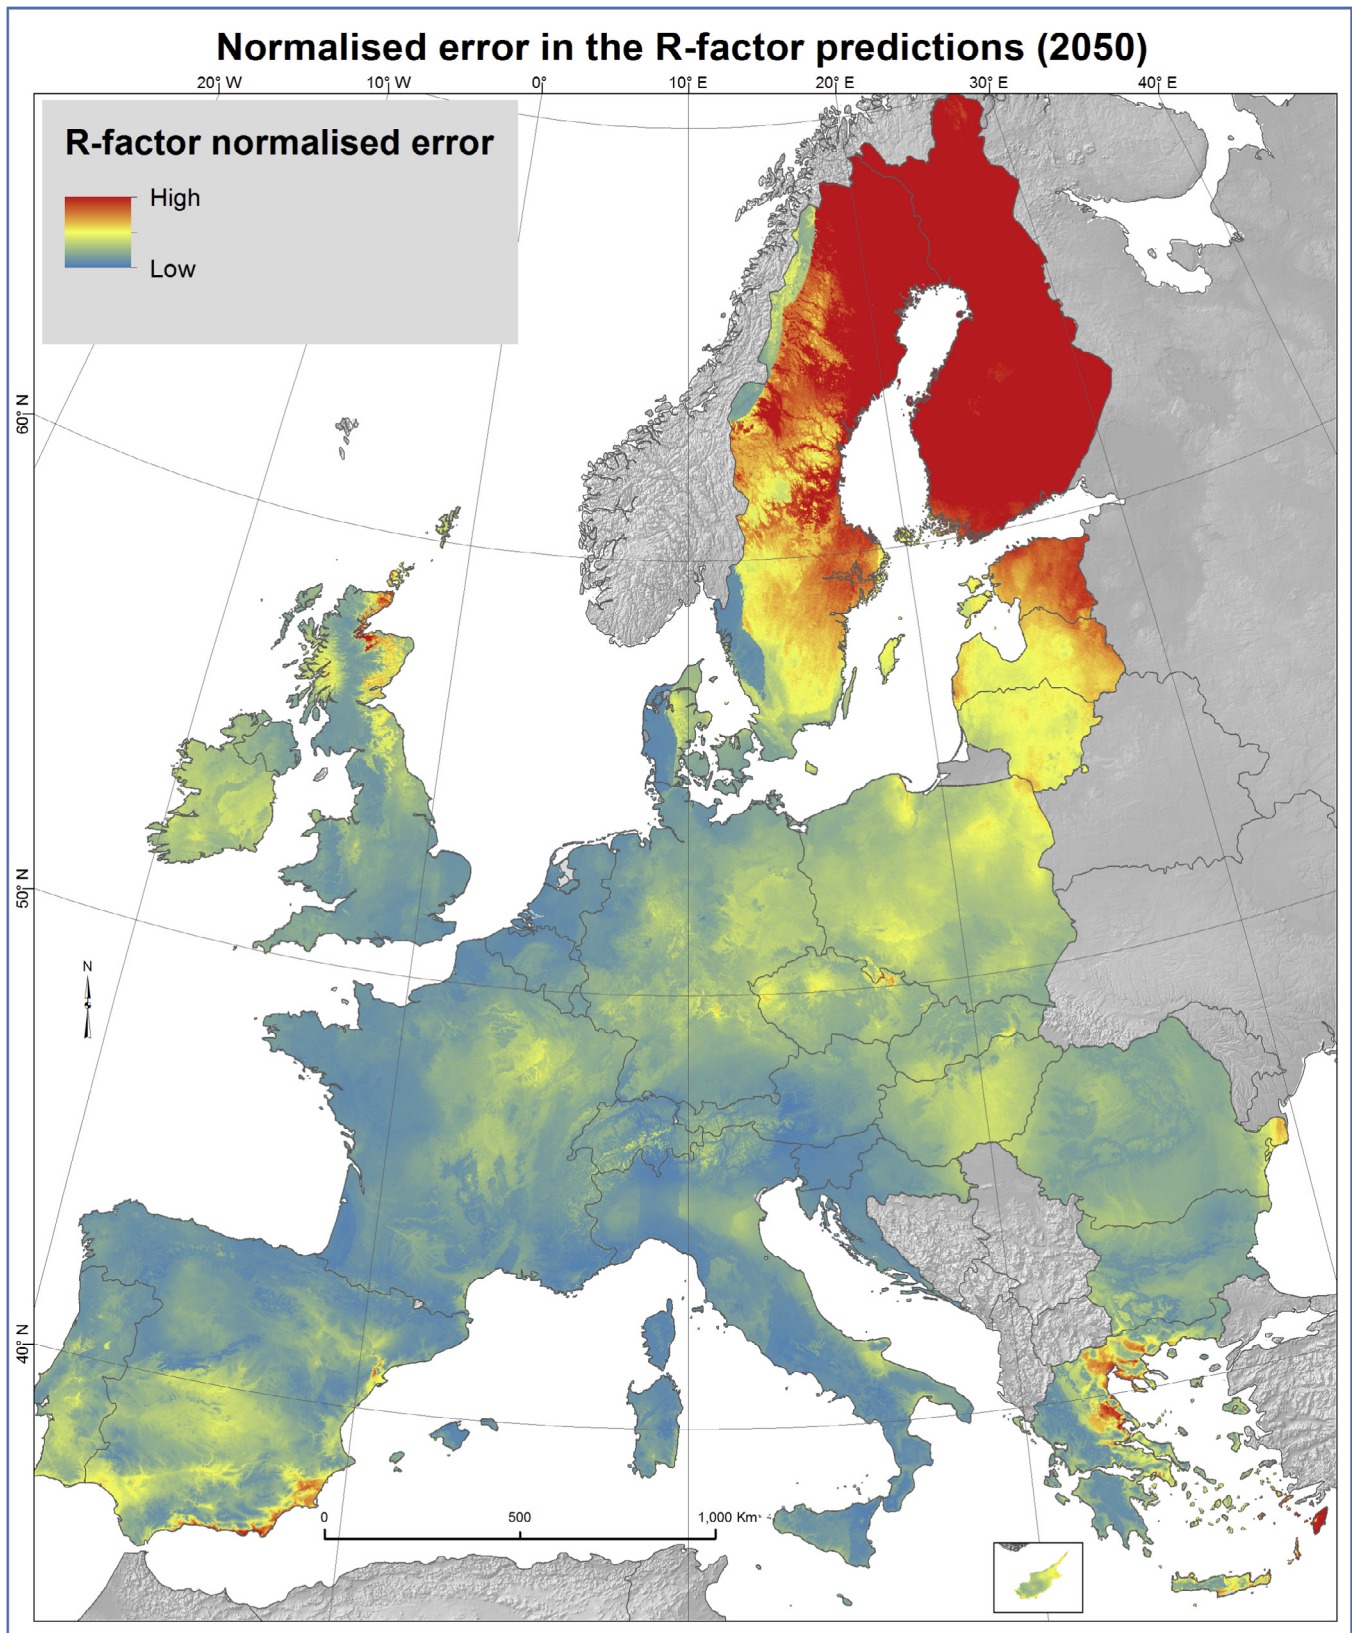 Normalised error in the R-factor predictions (2050)
20° W
10° W
0°
10° E
20° E
30° E
40° E
R-factor normalised error
High
Low
60° N
50° N
N
40° N
0
500
1,000 Km